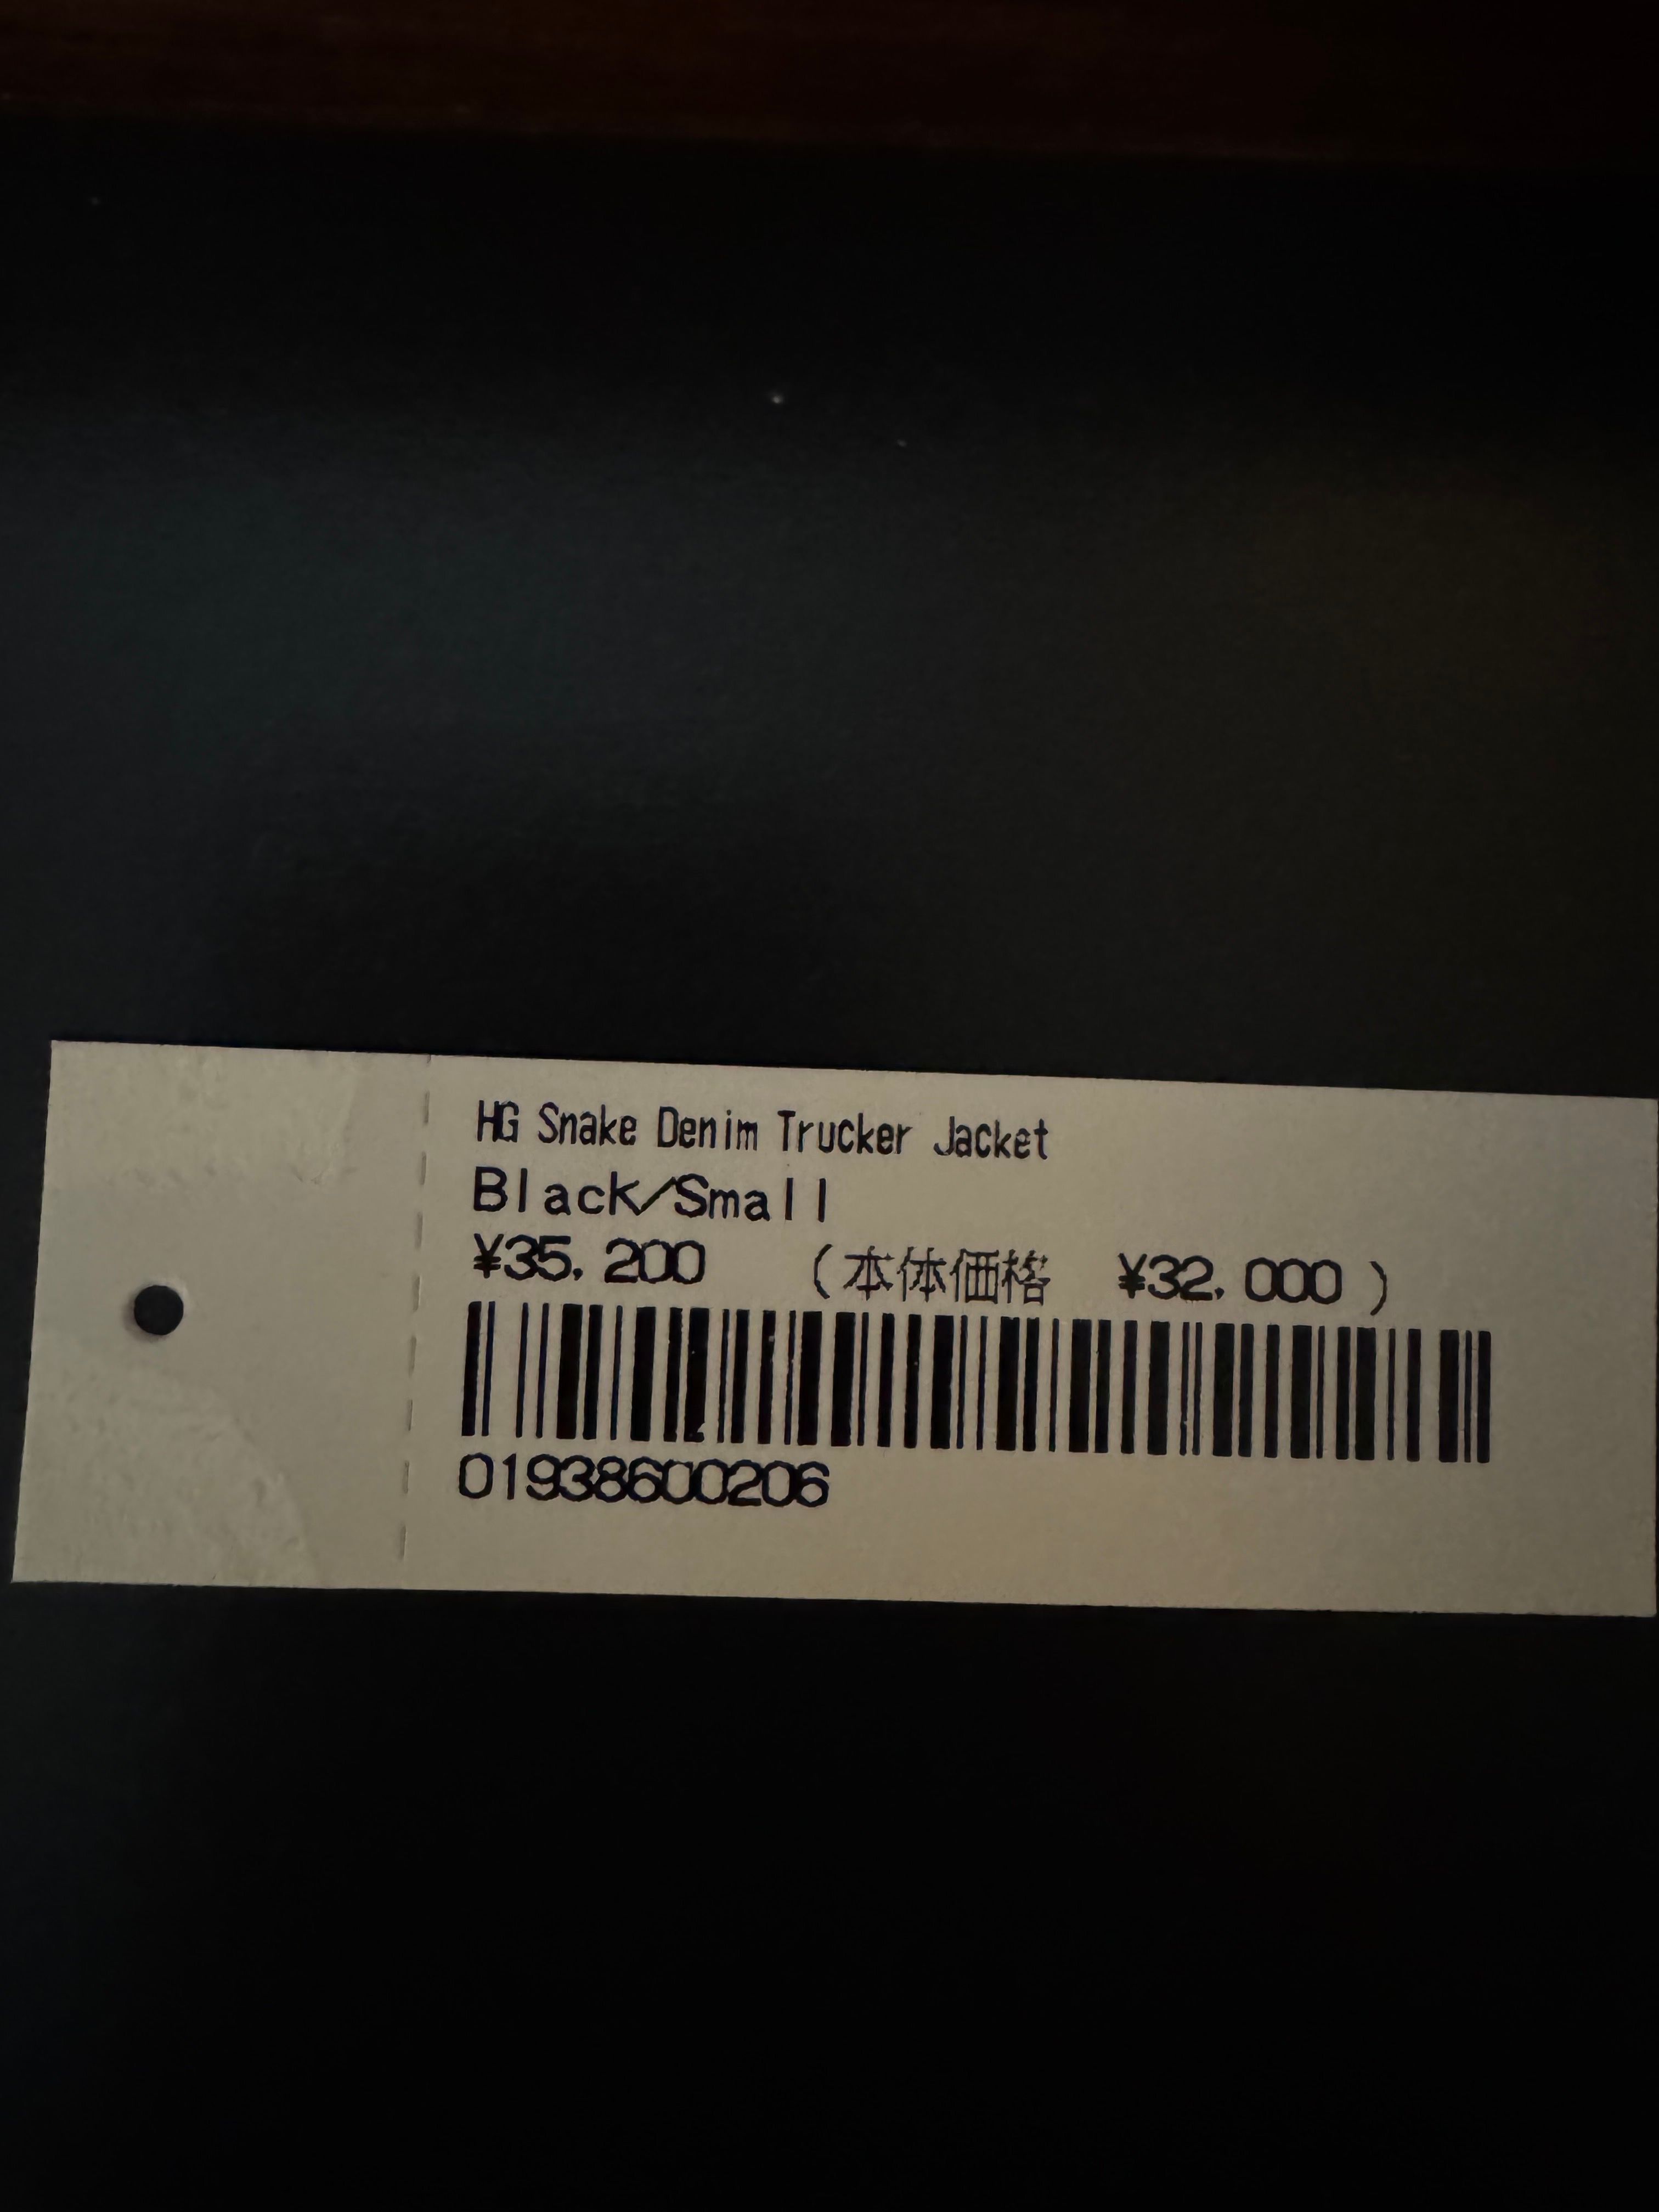 HG Snake Denim Trucker Jacket
Black/Small
¥35,200 (本体価格 ¥32,000)
01938600206